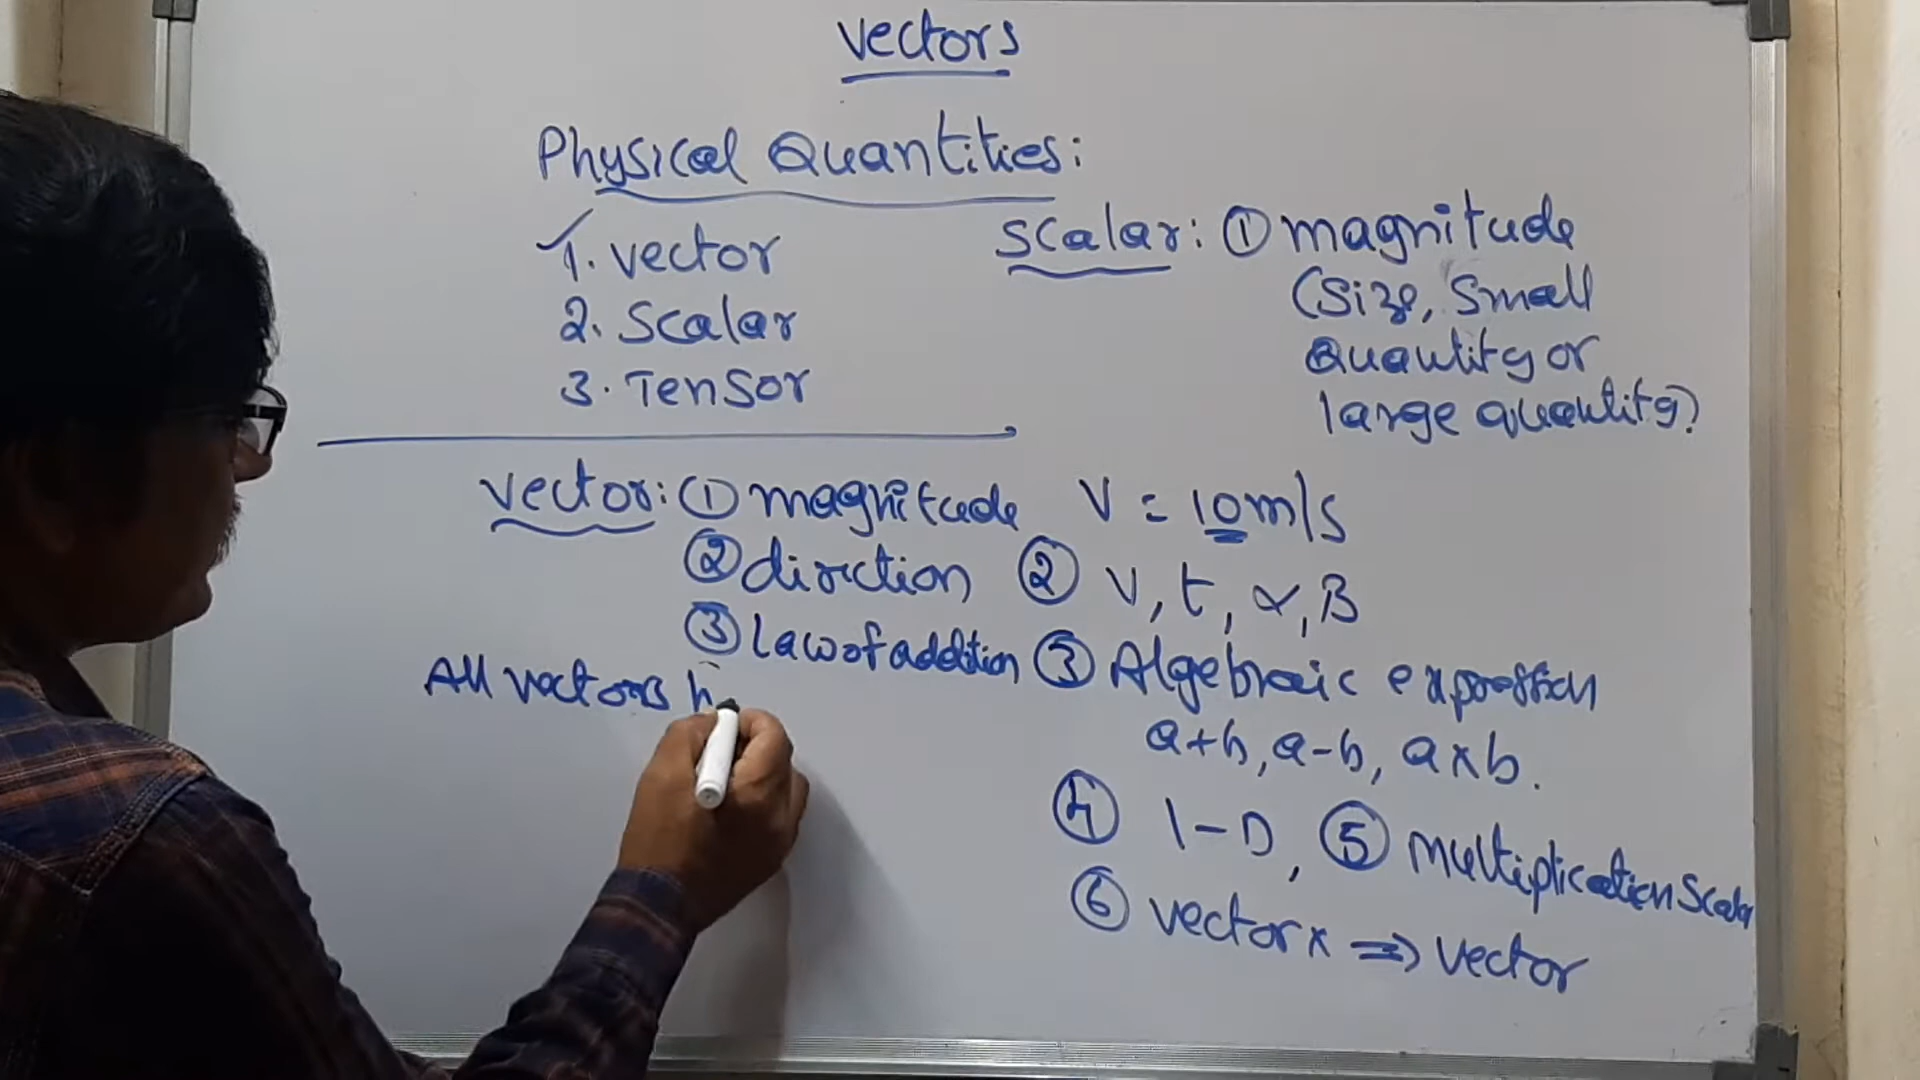 Vectors
Physical Quantities:
1. Vector
2. Scalar
3. Tensor
Scalar: ① magnitude
(Size, Small
Quantity or
large quantity)
Vector: ① magnitude V = 10m/s
② direction ② V, t, α, B
③ Law of addition ③ Algebraic expression
All vectors h
a+b, a-b, a×b.
④ 1-D, ⑤ multiplication Scalar
⑥ Vector x ⇒ Vector